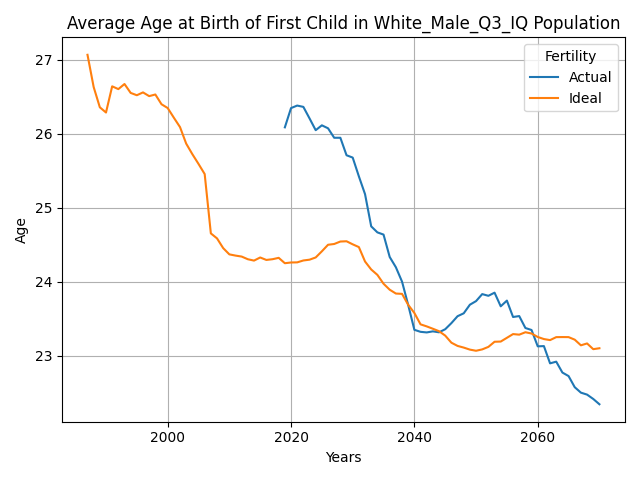 Average Age at Birth of First Child in White_Male_Q3_IQ Population
Fertility
Actual
Ideal
27
26
25
24
23
Age
2000
2020
2040
2060
Years